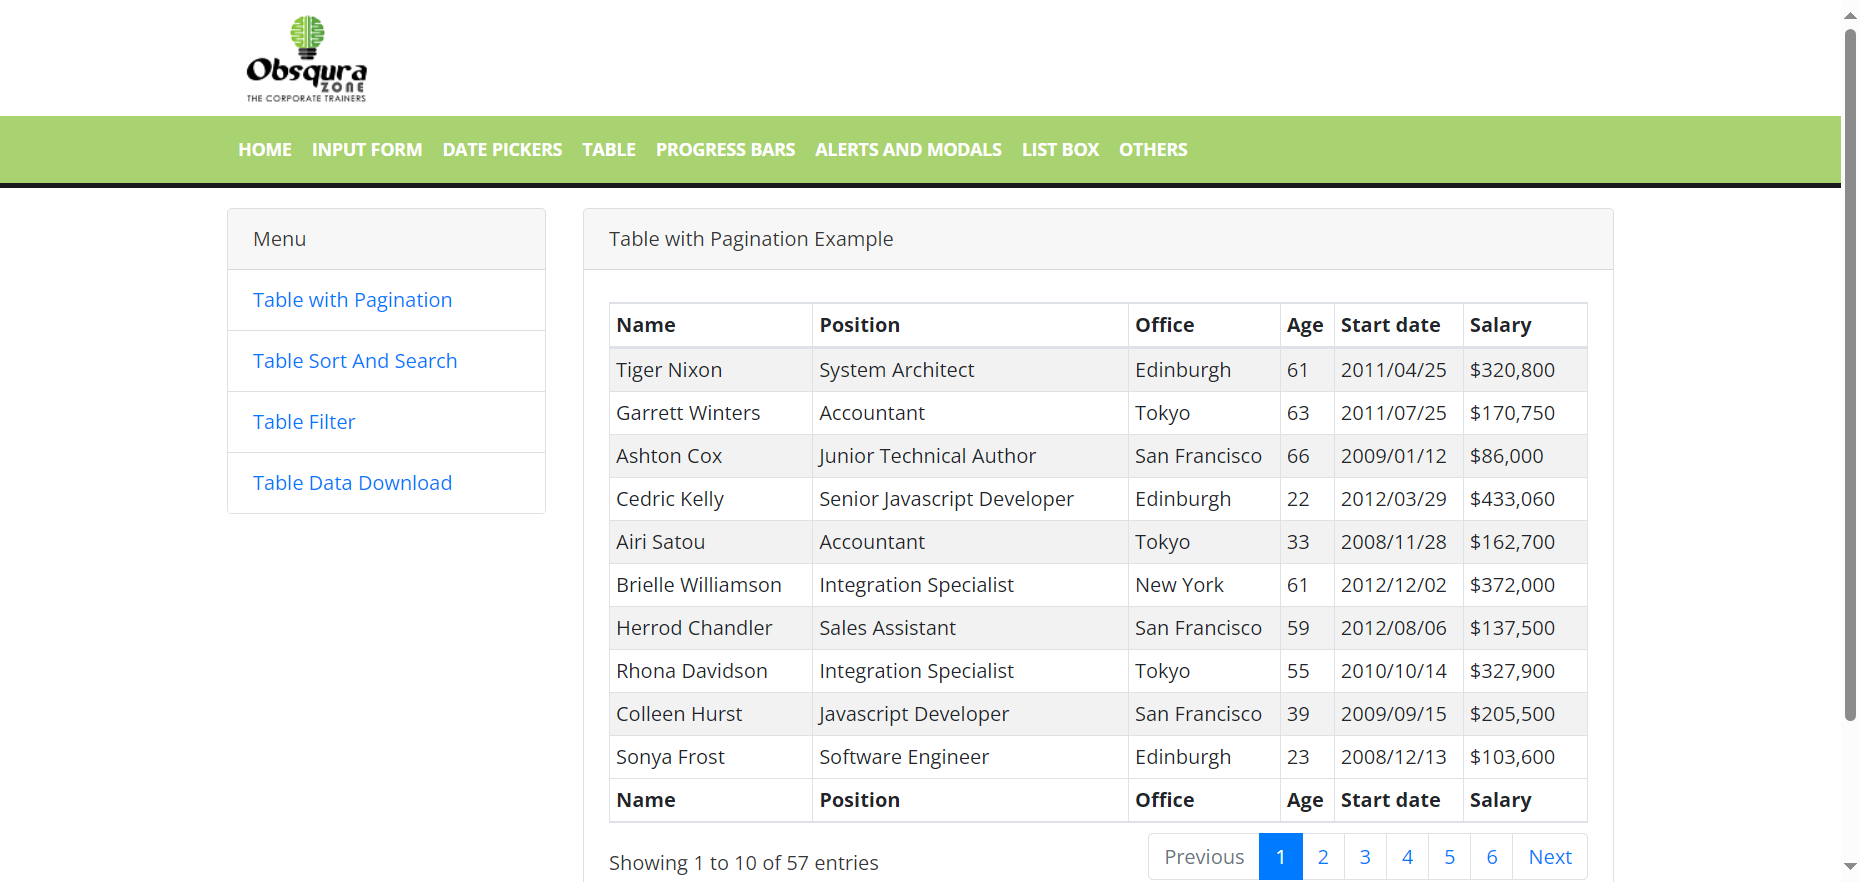 Obsqura
ZONE
THE CORPORATE TRAINERS
HOME INPUT FORM DATE PICKERS TABLE PROGRESS BARS ALERTS AND MODALS LIST BOX OTHERS
Menu
Table with Pagination
Table Sort And Search
Table Filter
Table Data Download
Table with Pagination Example
Name Position Office Age Start date Salary
Tiger Nixon System Architect Edinburgh 61 2011/04/25 $320,800
Garrett Winters Accountant Tokyo 63 2011/07/25 $170,750
Ashton Cox Junior Technical Author San Francisco 66 2009/01/12 $86,000
Cedric Kelly Senior Javascript Developer Edinburgh 22 2012/03/29 $433,060
Airi Satou Accountant Tokyo 33 2008/11/28 $162,700
Brielle Williamson Integration Specialist New York 61 2012/12/02 $372,000
Herrod Chandler Sales Assistant San Francisco 59 2012/08/06 $137,500
Rhona Davidson Integration Specialist Tokyo 55 2010/10/14 $327,900
Colleen Hurst Javascript Developer San Francisco 39 2009/09/15 $205,500
Sonya Frost Software Engineer Edinburgh 23 2008/12/13 $103,600
Name Position Office Age Start date Salary
Showing 1 to 10 of 57 entries
Previous 1 2 3 4 5 6 Next